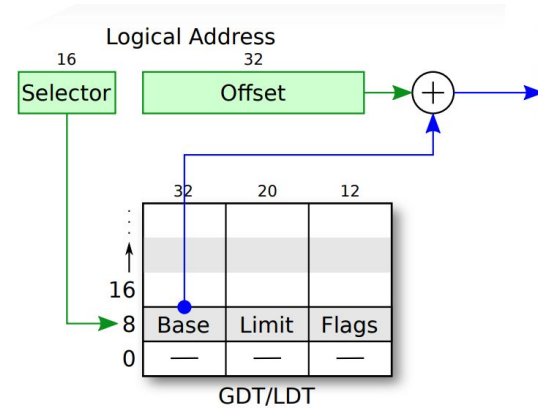 Logical Address
16 32
Selector Offset
+
32 20 12
.
.
.
16
8 Base Limit Flags
0 — — —
GDT/LDT